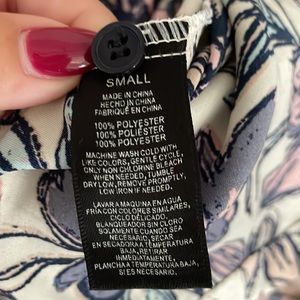 SMALL
MADE IN CHINA
HECHO EN CHINA
FABRIQUÉ EN CHINA
100% POLYESTER
100% POLIÉSTER
100% POLYESTER
MACHINE WASH COLD WITH
LIKE COLORS, GENTLE CYCLE,
ONLY NON CHLORINE BLEACH
WHEN NEEDED, TUMBLE
DRY LOW, REMOVE PROMPTLY,
LOW IRON IF NEEDED.
LAVAR A MAQUINA EN AGUA
FRÍA CON COLORES SIMILARES,
CICLO DELICADO,
BLANQUEADOR SIN CLORO
SOLAMENTE CUANDO SEA
NECESARIO, SECAR
EN SECADORA A TEMPERATURA
BAJA, RETIRAR
INMEDIATAMENTE,
PLANCHA A TEMPERATURA BAJA,
SI ES NECESARIO.